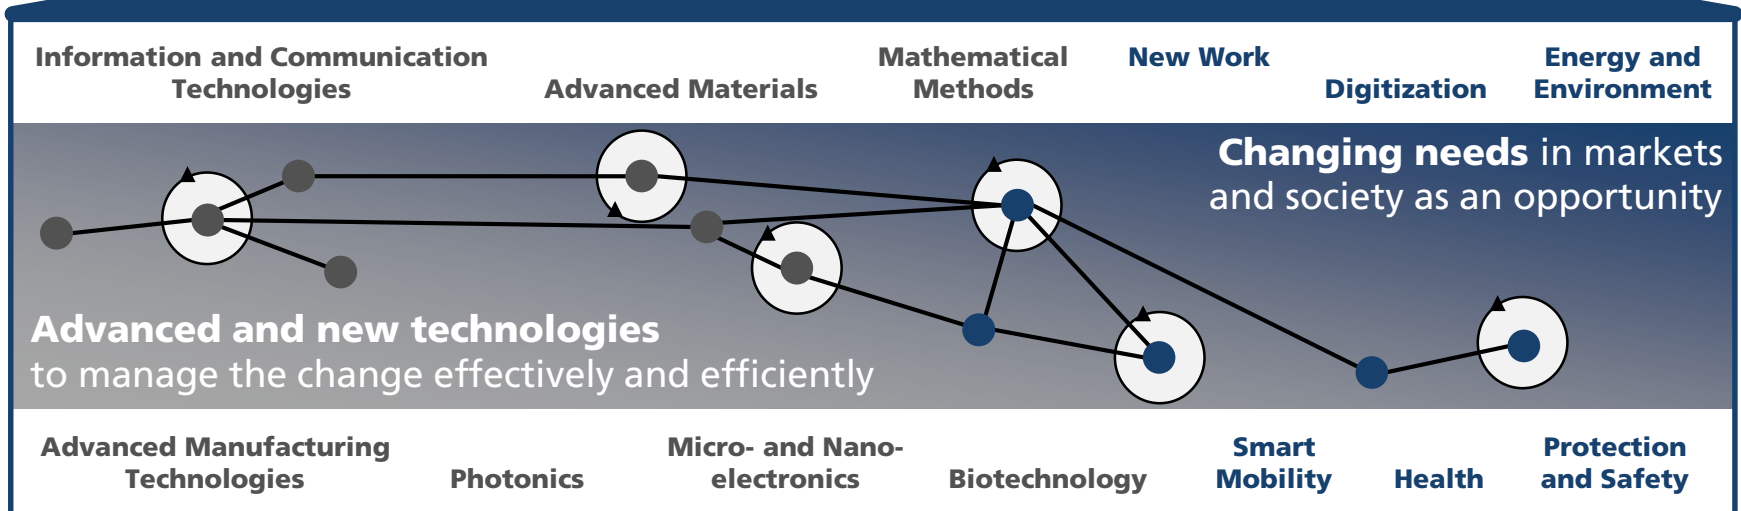 Information and Communication
Technologies
Advanced Materials
Mathematical
Methods
New Work
Digitization
Energy and
Environment
Changing needs in markets
and society as an opportunity
Advanced and new technologies
to manage the change effectively and efficiently
Advanced Manufacturing
Technologies
Photonics
Micro- and Nano-
electronics
Biotechnology
Smart
Mobility
Health
Protection
and Safety